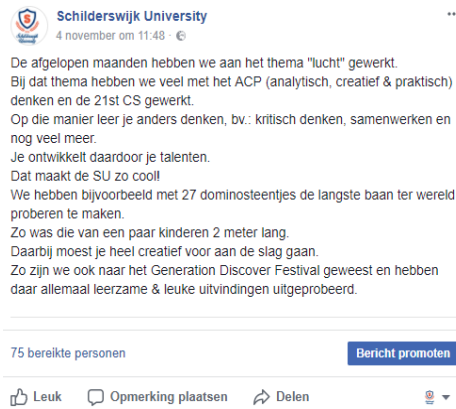 Schilderswijk University
4 november om 11:48 ·
De afgelopen maanden hebben we aan het thema "lucht" gewerkt.
Bij dat thema hebben we veel met het ACP (analytisch, creatief & praktisch)
denken en de 21st CS gewerkt.
Op die manier leer je anders denken, bv.: kritisch denken, samenwerken en
nog veel meer.
Je ontwikkelt daardoor je talenten.
Dat maakt de SU zo cool!
We hebben bijvoorbeeld met 27 dominosteentjes de langste baan ter wereld
proberen te maken.
Zo was die van een paar kinderen 2 meter lang.
Daarbij moest je heel creatief voor aan de slag gaan.
Zo zijn we ook naar het Generation Discover Festival geweest en hebben
daar allemaal leerzame & leuke uitvindingen uitgeprobeerd.
75 bereikte personen
Bericht promoten
Leuk Opmerking plaatsen Delen